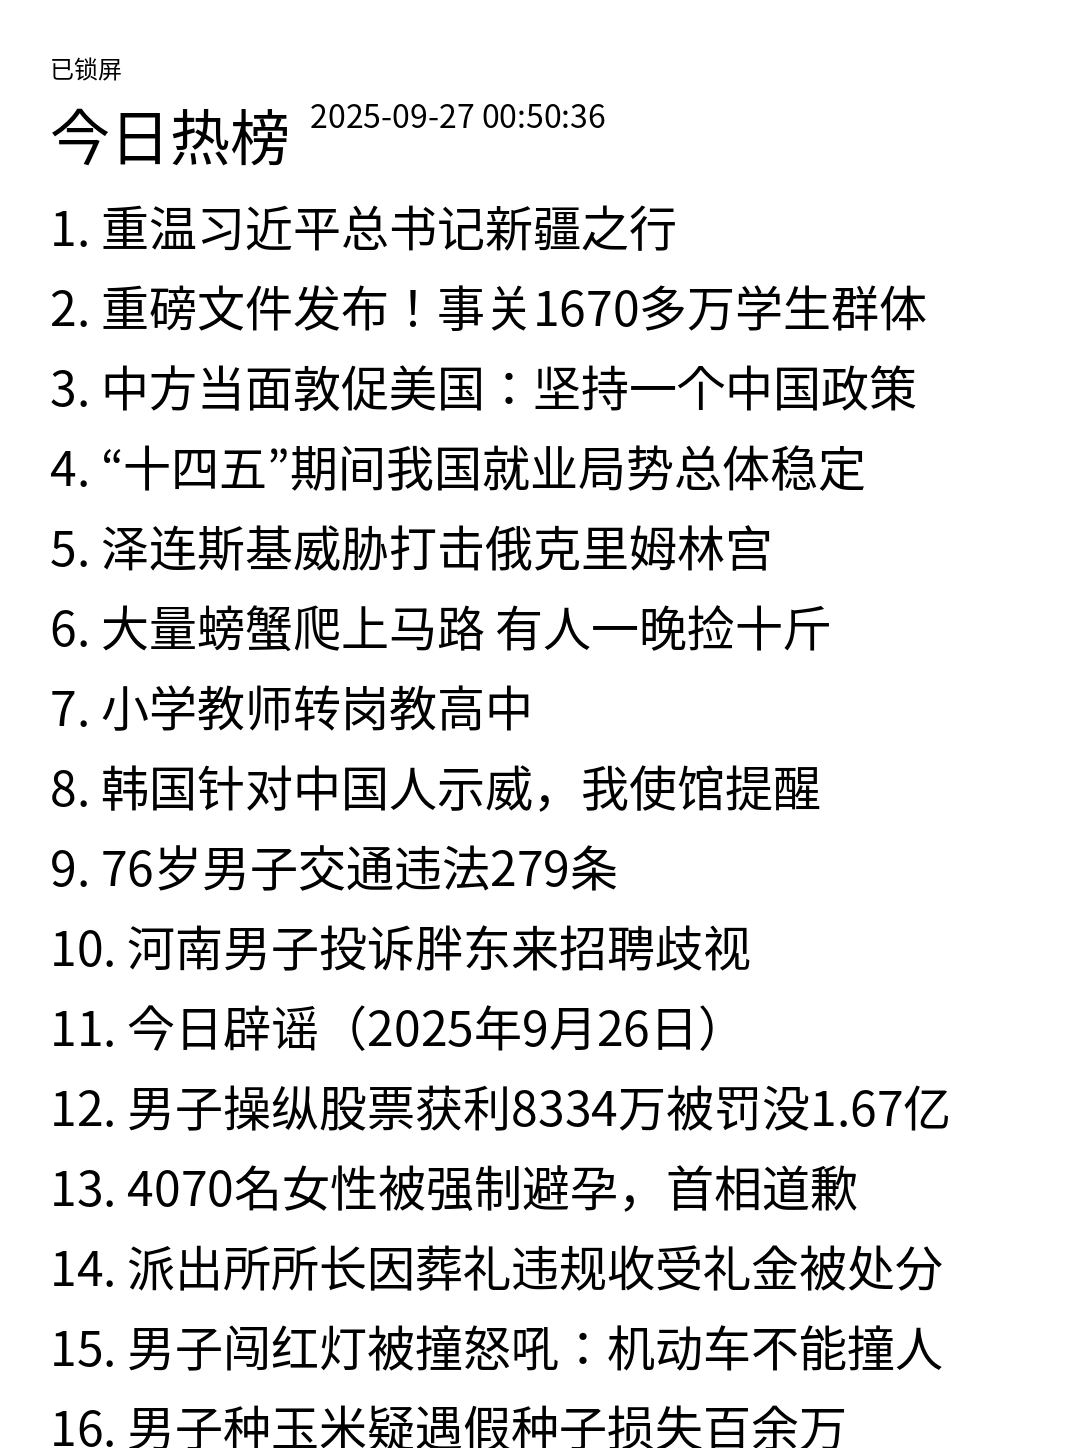 已锁屏
今日热榜 2025-09-27 00:50:36
1. 重温习近平总书记新疆之行
2. 重磅文件发布！事关1670多万学生群体
3. 中方当面敦促美国：坚持一个中国政策
4. “十四五”期间我国就业局势总体稳定
5. 泽连斯基威胁打击俄克里姆林宫
6. 大量螃蟹爬上马路 有人一晚捡十斤
7. 小学教师转岗教高中
8. 韩国针对中国人示威，我使馆提醒
9. 76岁男子交通违法279条
10. 河南男子投诉胖东来招聘歧视
11. 今日辟谣（2025年9月26日）
12. 男子操纵股票获利8334万被罚没1.67亿
13. 4070名女性被强制避孕，首相道歉
14. 派出所所长因葬礼违规收受礼金被处分
15. 男子闯红灯被撞怒吼：机动车不能撞人
16. 男子种玉米疑遇假种子损失百余万